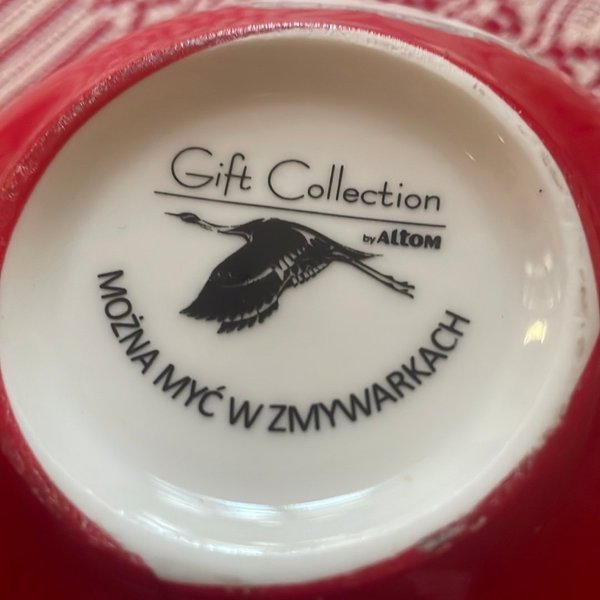 Gift Collection
by ALTOM
MOŻNA MYĆ W ZMYWARKACH